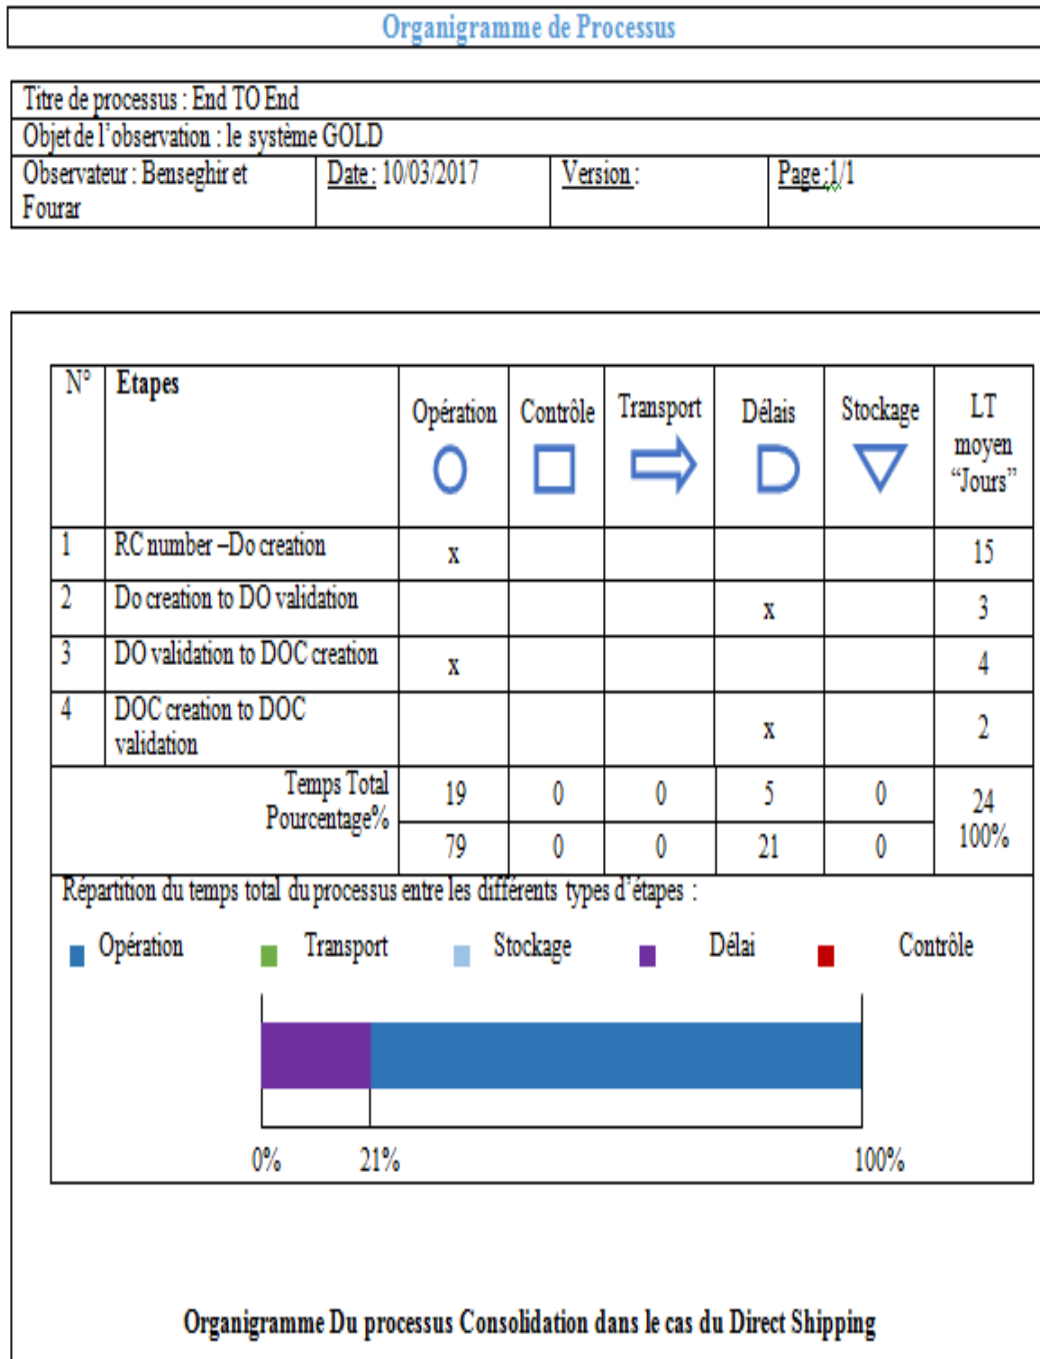 Organigramme de Processus
Titre de processus : End TO End
Objet de l’observation : le système GOLD
Observateur : Benseghir et
Fourar
Date : 10/03/2017
Version :
Page :1/1
N°
Etapes
Opération
Contrôle
Transport
Délais
Stockage
LT
moyen
“Jours”
1 RC number –Do creation x 15
2 Do creation to DO validation x 3
3 DO validation to DOC creation x 4
4 DOC creation to DOC
validation x 2
Temps Total 19 0 0 5 0 24
Pourcentage% 79 0 0 21 0 100%
Répartition du temps total du processus entre les différents types d’étapes :
Opération Transport Stockage Délai Contrôle
0% 21% 100%
Organigramme Du processus Consolidation dans le cas du Direct Shipping